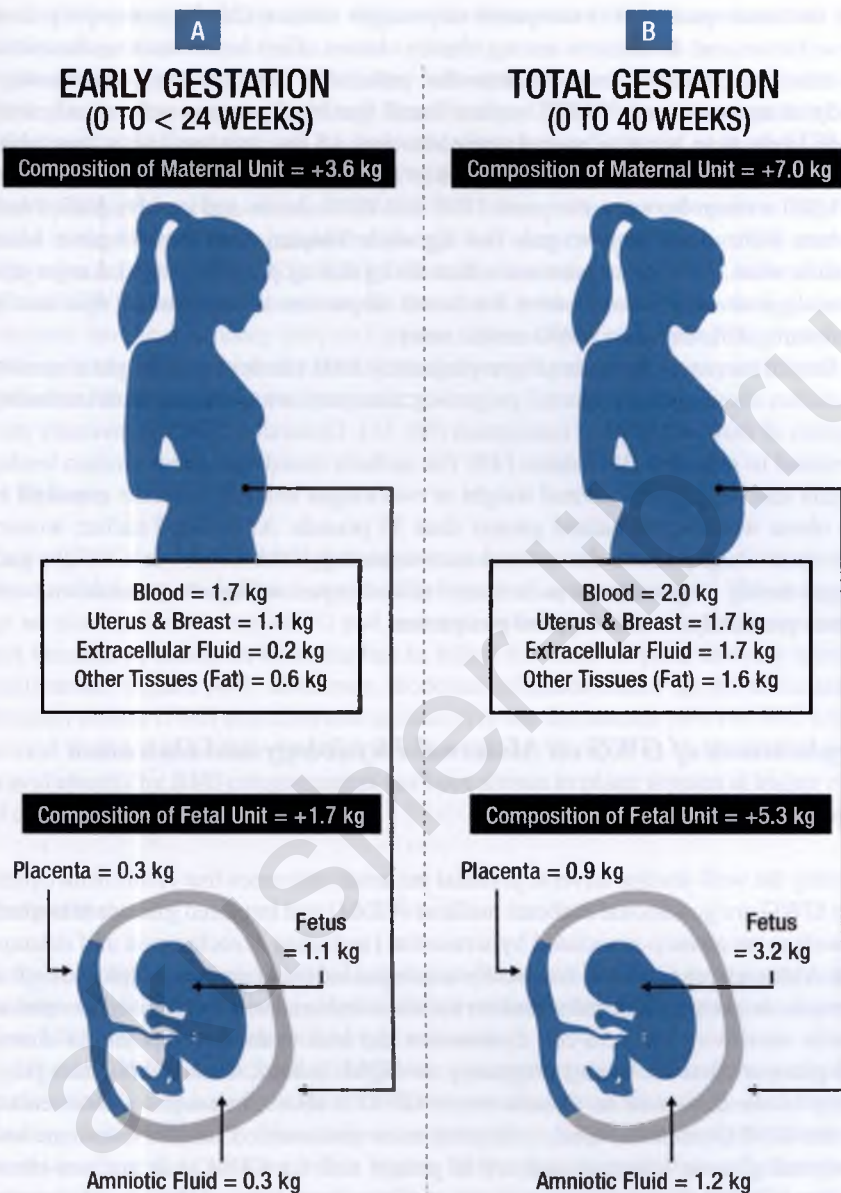 A
EARLY GESTATION
(0 TO < 24 WEEKS)
Composition of Maternal Unit = +3.6 kg
Blood = 1.7 kg
Uterus & Breast = 1.1 kg
Extracellular Fluid = 0.2 kg
Other Tissues (Fat) = 0.6 kg
Composition of Fetal Unit = +1.7 kg
Placenta = 0.3 kg
Fetus
= 1.1 kg
Amniotic Fluid = 0.3 kg
B
TOTAL GESTATION
(0 TO 40 WEEKS)
Composition of Maternal Unit = +7.0 kg
Blood = 2.0 kg
Uterus & Breast = 1.7 kg
Extracellular Fluid = 1.7 kg
Other Tissues (Fat) = 1.6 kg
Composition of Fetal Unit = +5.3 kg
Placenta = 0.9 kg
Fetus
= 3.2 kg
Amniotic Fluid = 1.2 kg